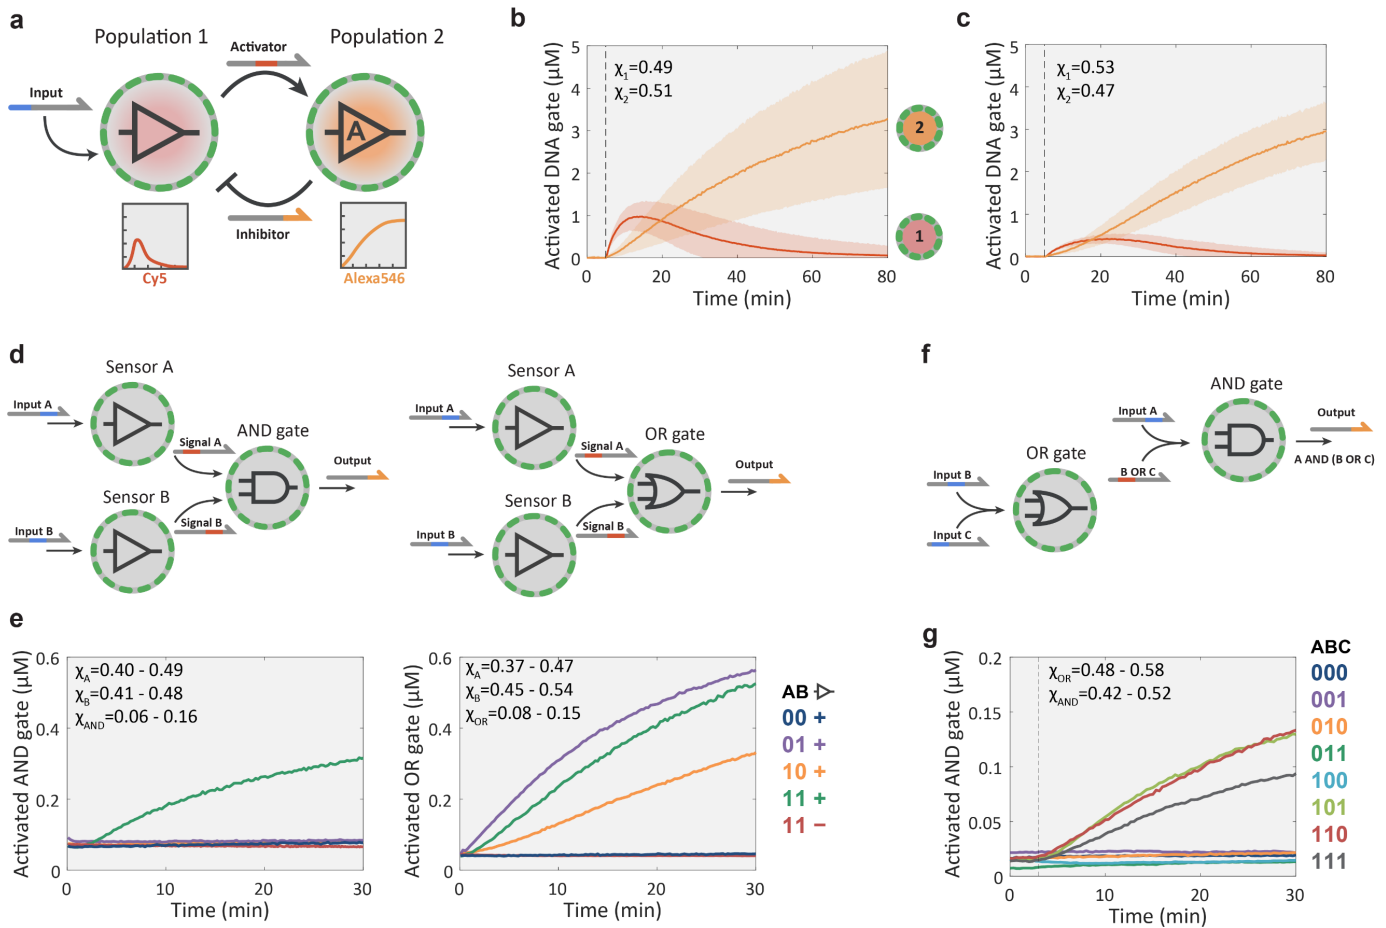 a
Population 1
Population 2
Activator
Input
A
Inhibitor
Cy5
Alexa546
b
Activated DNA gate (µM)
5
4
3
2
1
0
χ1=0.49
χ2=0.51
0
20
40
60
80
Time (min)
2
1
c
Activated DNA gate (µM)
5
4
3
2
1
0
χ1=0.53
χ2=0.47
0
20
40
60
80
Time (min)
d
Sensor A
Input A
Signal A
AND gate
Output
Sensor B
Input B
Signal B
Sensor A
Input A
Signal A
OR gate
Output
Sensor B
Input B
Signal B
f
AND gate
Input A
Output
A AND (B OR C)
OR gate
Input B
B OR C
Input C
e
Activated AND gate (µM)
0.6
0.4
0.2
0
χA=0.40 - 0.49
χB=0.41 - 0.48
χAND=0.06 - 0.16
0
10
20
30
Time (min)
Activated OR gate (µM)
0.6
0.4
0.2
0
χA=0.37 - 0.47
χB=0.45 - 0.54
χOR=0.08 - 0.15
0
10
20
30
Time (min)
AB
00 +
01 +
10 +
11 +
11 −
g
Activated AND gate (µM)
0.2
0.15
0.1
0.05
0
χOR=0.48 - 0.58
χAND=0.42 - 0.52
0
10
20
30
Time (min)
ABC
000
001
010
011
100
101
110
111